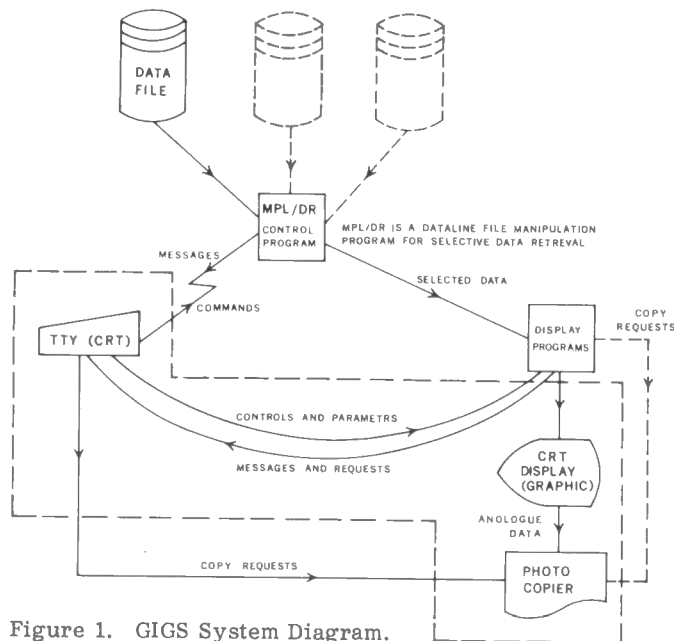 DATA
FILE
MPL/DR
CONTROL
PROGRAM
MPL/DR IS A DATALINE FILE MANIPULATION
PROGRAM FOR SELECTIVE DATA RETREVAL
MESSAGES
COMMANDS
SELECTED DATA
COPY
REQUESTS
TTY (CRT)
DISPLAY
PROGRAMS
CONTROLS AND PARAMETRS
MESSAGES AND REQUESTS
CRT
DISPLAY
(GRAPHIC)
ANOLOGUE
DATA
COPY REQUESTS
PHOTO
COPIER
Figure 1. GIGS System Diagram.